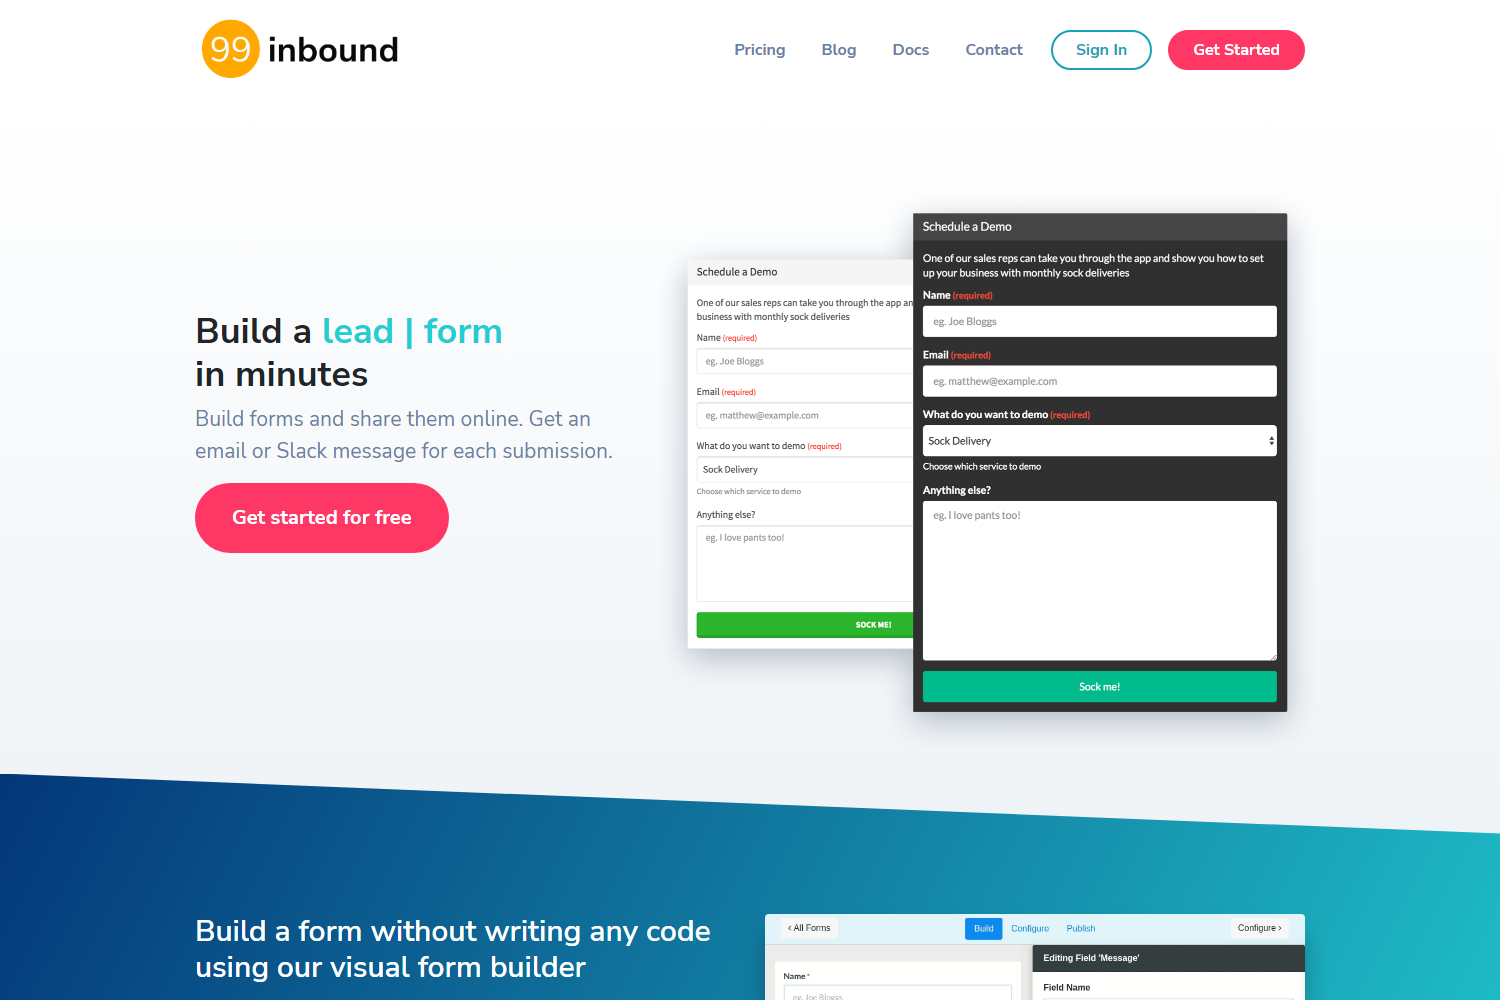 99 inbound
Pricing
Blog
Docs
Contact
Sign In
Get Started
Build a lead | form
in minutes
Build forms and share them online. Get an
email or Slack message for each submission.
Get started for free
Schedule a Demo
One of our sales reps can take you through the app an
business with monthly sock deliveries
Name (required)
eg. Joe Bloggs
Email (required)
eg. matthew@example.com
What do you want to demo (required)
Sock Delivery
Choose which service to demo
Anything else?
eg. I love pants too!
SOCK ME!
Schedule a Demo
One of our sales reps can take you through the app and show you how to set
up your business with monthly sock deliveries
Name (required)
eg. Joe Bloggs
Email (required)
eg. matthew@example.com
What do you want to demo (required)
Sock Delivery
Choose which service to demo
Anything else?
eg. I love pants too!
Sock me!
Build a form without writing any code
using our visual form builder
‹ All Forms
Build
Configure
Publish
Configure ›
Editing Field 'Message'
Name *
eg. Joe Bloggs
Field Name